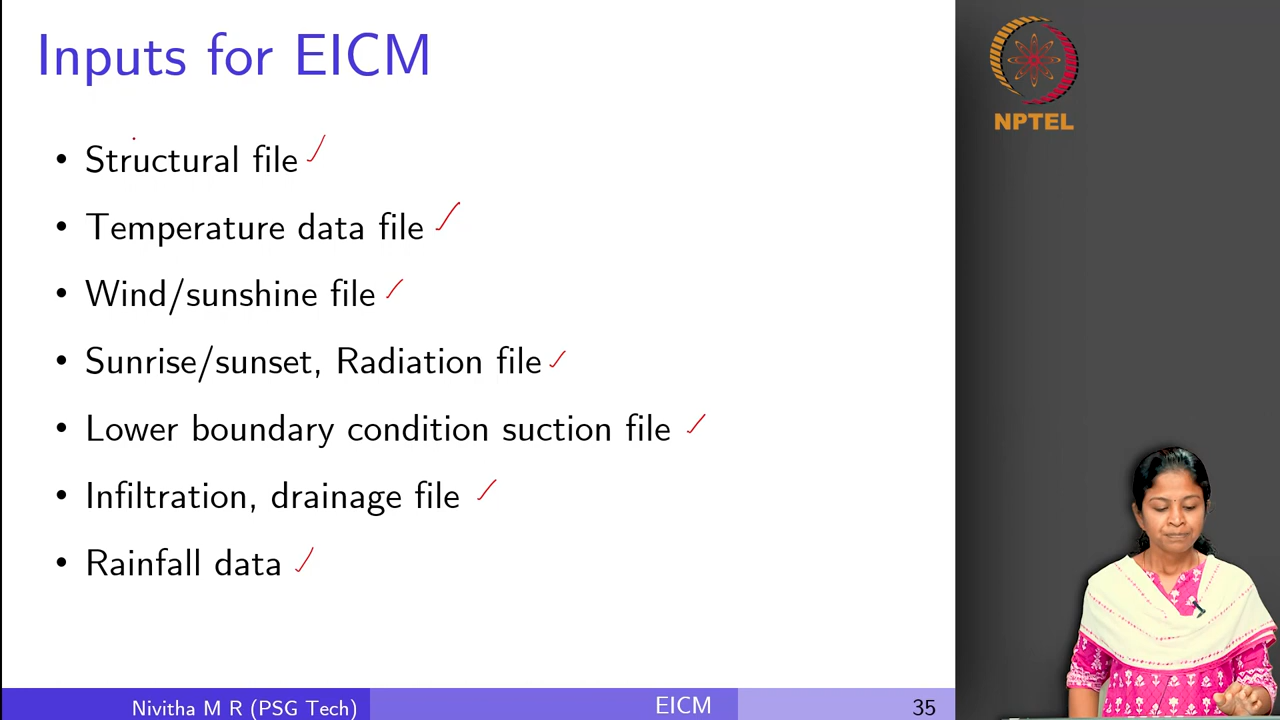 Inputs for EICM
• Structural file
• Temperature data file
• Wind/sunshine file
• Sunrise/sunset, Radiation file
• Lower boundary condition suction file
• Infiltration, drainage file
• Rainfall data
NPTEL
Nivitha M R (PSG Tech) EICM 35